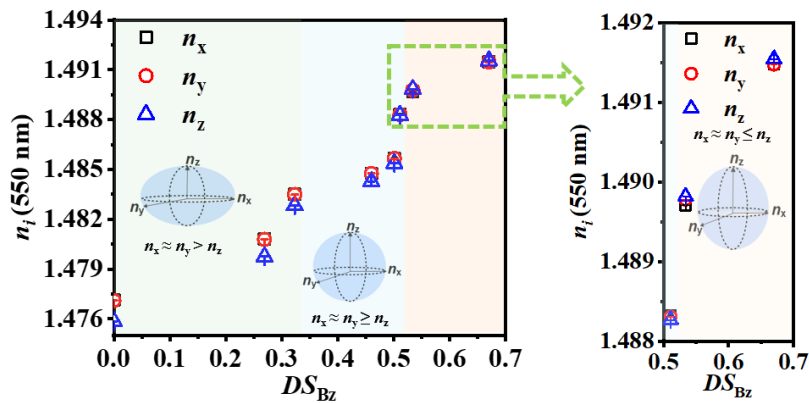 1.494
1.491
1.488
1.485
1.482
1.479
1.476
n_i (550 nm)
n_x
n_y
n_z
n_z
n_x
n_y
n_x ≈ n_y > n_z
n_z
n_x
n_y
n_x ≈ n_y ≥ n_z
0.0 0.1 0.2 0.3 0.4 0.5 0.6 0.7
DS_Bz
1.492
1.491
1.490
1.489
1.488
n_i (550 nm)
n_x
n_y
n_z
n_x ≈ n_y ≤ n_z
n_z
n_x
n_y
0.5 0.6 0.7
DS_Bz